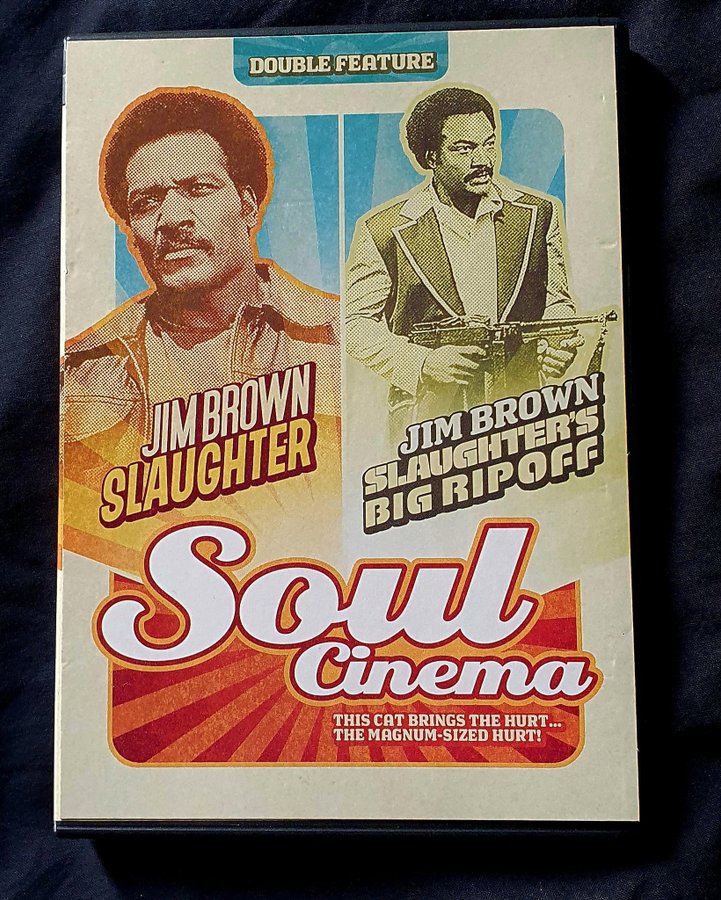 DOUBLE FEATURE
JIM BROWN
SLAUGHTER
JIM BROWN
SLAUGHTER'S
BIG RIPOFF
Soul
Cinema
THIS CAT BRINGS THE HURT...
THE MAGNUM-SIZED HURT!